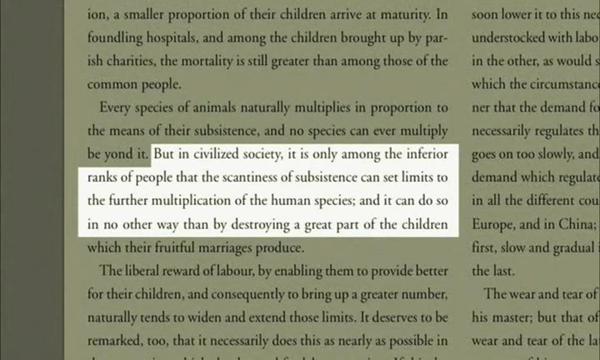 ion, a smaller proportion of their children arrive at maturity. In
foundling hospitals, and among the children brought up by par-
ish charities, the mortality is still greater than among those of the
common people.
Every species of animals naturally multiplies in proportion to
the means of their subsistence, and no species can ever multiply
be yond it. But in civilized society, it is only among the inferior
ranks of people that the scantiness of subsistence can set limits to
the further multiplication of the human species; and it can do so
in no other way than by destroying a great part of the children
which their fruitful marriages produce.
The liberal reward of labour, by enabling them to provide better
for their children, and consequently to bring up a greater number,
naturally tends to widen and extend those limits. It deserves to be
remarked, too, that it necessarily does this as nearly as possible in
soon lower it to this
understocked with
in the other, as would
which the
ner that the demand
necessarily regulates
goes on too slowly, and
demand which
in all the different
Europe, and in China;
first, slow and gradual
the last.
The wear and tear of
his master; but that of
wear and tear of the